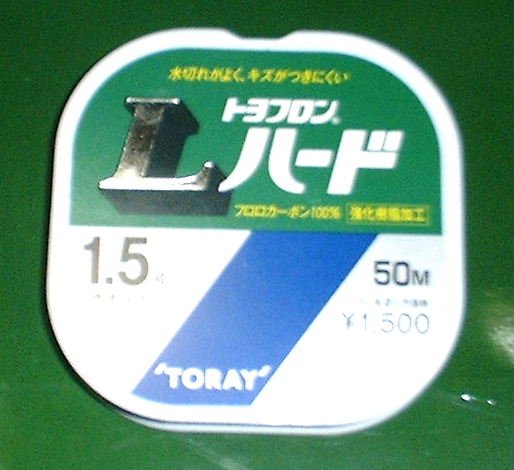 水切れがよく、キズがつきにくい
トヨフロン®
Lハード
フロロカーボン100% 強化樹脂加工
1.5号
50M
¥1,500
'TORAY'